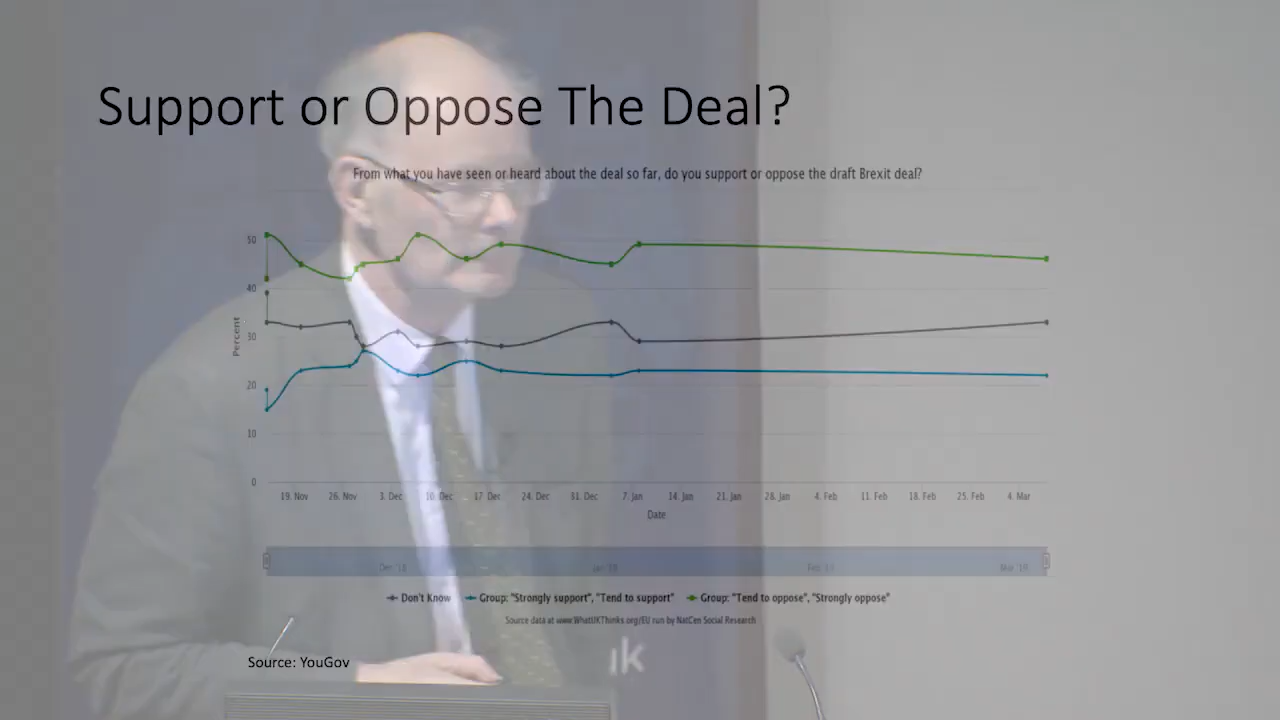 Support or Oppose The Deal?
From what you have seen or heard about the deal so far, do you support or oppose the draft Brexit deal?
50
40
30
20
10
0
Percent
19. Nov 26. Nov 3. Dec 10. Dec 17. Dec 24. Dec 31. Dec 7. Jan 14. Jan 21. Jan 28. Jan 4. Feb 11. Feb 18. Feb 25. Feb 4. Mar
Date
Don't Know Group: "Strongly support", "Tend to support" Group: "Tend to oppose", "Strongly oppose"
Source data at www.WhatUKThinks.org/EU run by NatCen Social Research
Source: YouGov